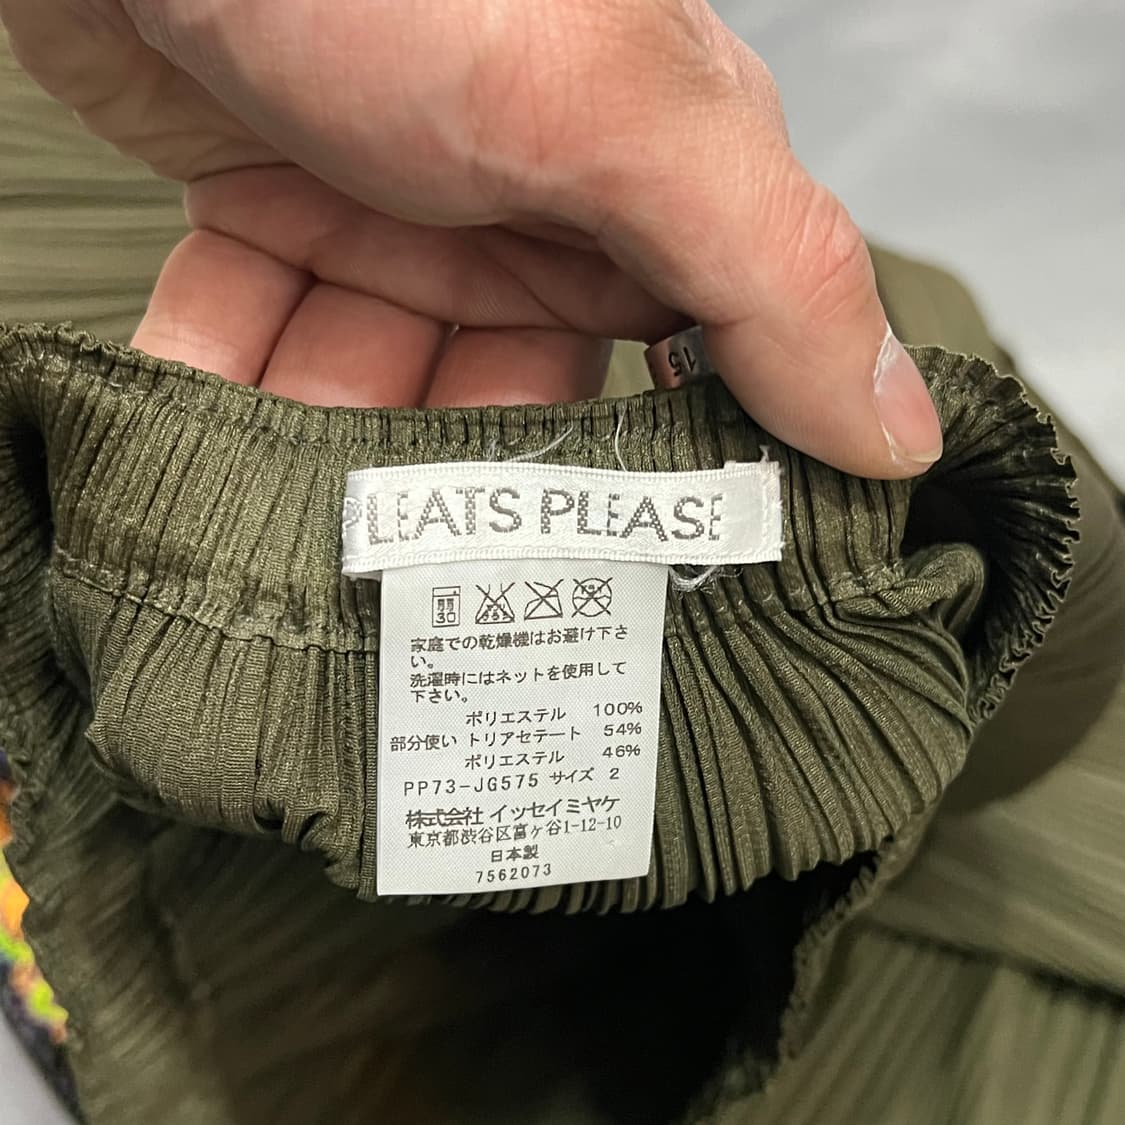 15
PLEATS PLEASE
30
家庭での乾燥機はお避け下さ
い。
洗濯時にはネットを使用して
下さい。
ポリエステル 100%
部分使い トリアセテート 54%
ポリエステル 46%
PP73-JG575 サイズ 2
株式会社 イッセイミヤケ
東京都渋谷区富ヶ谷1-12-10
日本製
7562073